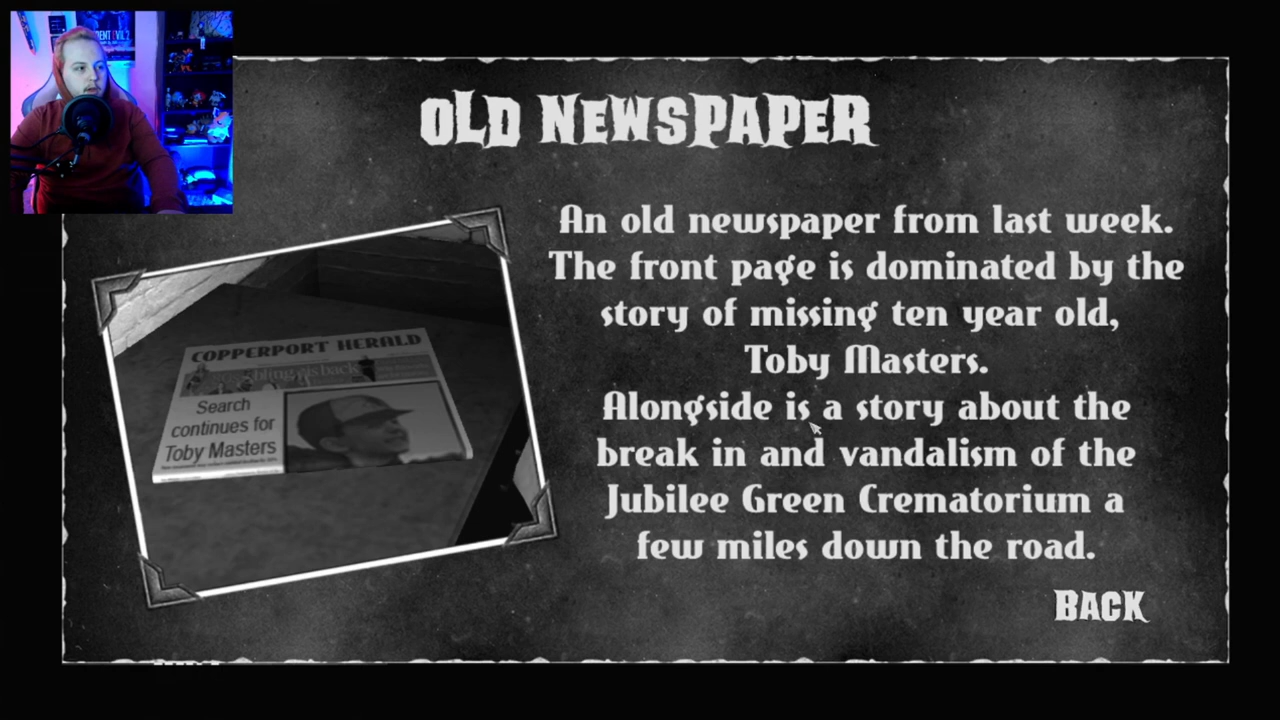 OLD NEWSPAPER
An old newspaper from last week.
The front page is dominated by the
story of missing ten year old,
Toby Masters.
Alongside is a story about the
break in and vandalism of the
Jubilee Green Crematorium a
few miles down the road.
COPPERPORT HERALD
Search
continues for
Toby Masters
BACK